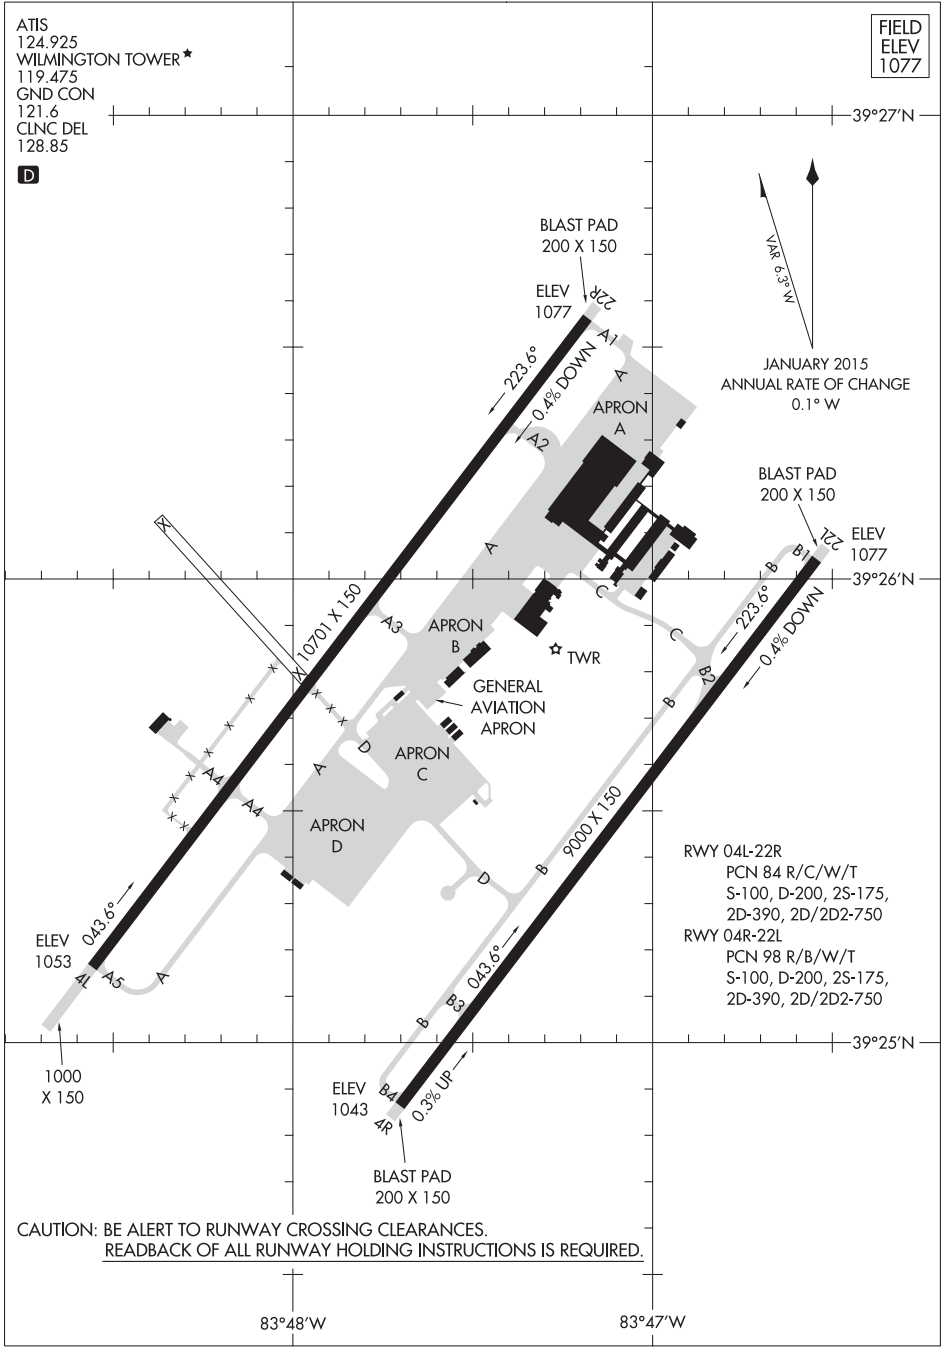 ATIS
124.925
WILMINGTON TOWER★
119.475
GND CON
121.6
CLNC DEL
128.85
D
FIELD
ELEV
1077
39°27'N
VAR 6.3° W
JANUARY 2015
ANNUAL RATE OF CHANGE
0.1° W
BLAST PAD
200 X 150
ELEV
1077
22R
A1
A
223.6°
0.4% DOWN
APRON
A
A2
BLAST PAD
200 X 150
22L
ELEV
1077
B1
B
X
A
39°26'N
C
223.6°
0.4% DOWN
10701 X 150
A3
APRON
B
C
TWR
B2
X
X
X
X
X
X
X
X
X
X
X
X
GENERAL
AVIATION
APRON
B
D
APRON
C
A
A4
A4
APRON
D
9000 X 150
B
D
RWY 04L-22R
PCN 84 R/C/W/T
S-100, D-200, 2S-175,
2D-390, 2D/2D2-750
RWY 04R-22L
PCN 98 R/B/W/T
S-100, D-200, 2S-175,
2D-390, 2D/2D2-750
043.6°
ELEV
1053
4L
A5
A
043.6°
B3
B
39°25'N
1000
X 150
ELEV
1043
B4
4R
0.3% UP
BLAST PAD
200 X 150
CAUTION: BE ALERT TO RUNWAY CROSSING CLEARANCES.
READBACK OF ALL RUNWAY HOLDING INSTRUCTIONS IS REQUIRED.
83°48'W
83°47'W